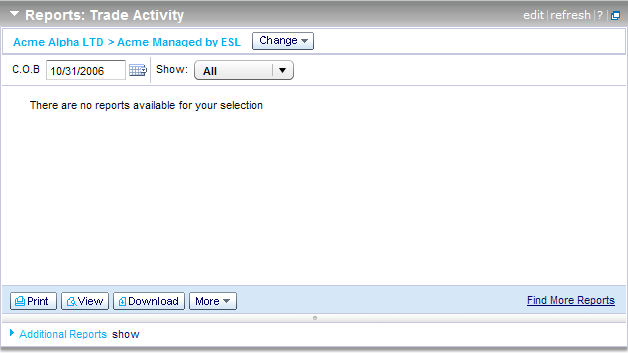 Reports: Trade Activity edit | refresh | ?
Acme Alpha LTD > Acme Managed by ESL Change
C.O.B 10/31/2006 Show: All
There are no reports available for your selection
Print View Download More Find More Reports
Additional Reports show